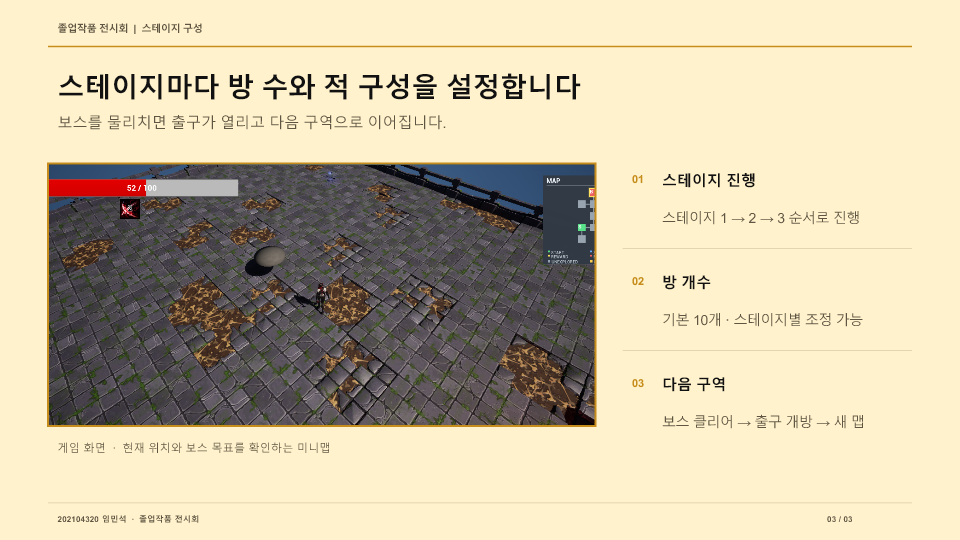 졸업작품 전시회 | 스테이지 구성
스테이지마다 방 수와 적 구성을 설정합니다
보스를 물리치면 출구가 열리고 다음 구역으로 이어집니다.
52 / 100
MAP
START
REWARD
UNEXPLORED
게임 화면 · 현재 위치와 보스 목표를 확인하는 미니맵
01 스테이지 진행
스테이지 1 → 2 → 3 순서로 진행
02 방 개수
기본 10개 · 스테이지별 조정 가능
03 다음 구역
보스 클리어 → 출구 개방 → 새 맵
202104320 임민석 · 졸업작품 전시회
03 / 03